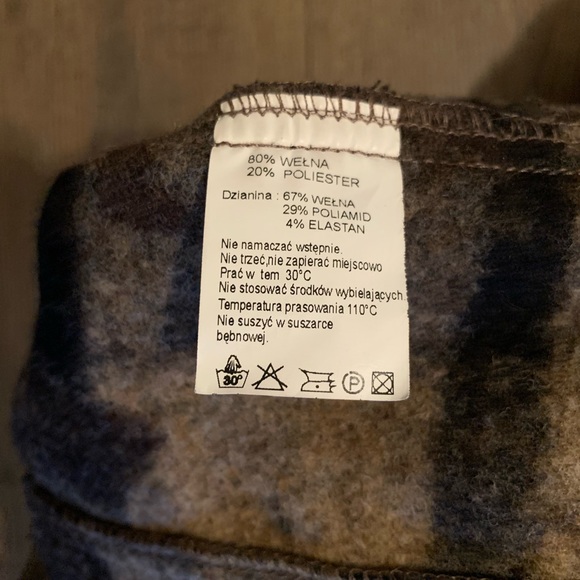 80% WEŁNA
20% POLIESTER
Dzianina : 67% WEŁNA
29% POLIAMID
4% ELASTAN
Nie namaczać wstępnie.
Nie trzeć,nie zapierać miejscowo
Prać w tem 30°C
Nie stosować środków wybielających.
Temperatura prasowania 110°C
Nie suszyć w suszarce
bębnowej.
30° P